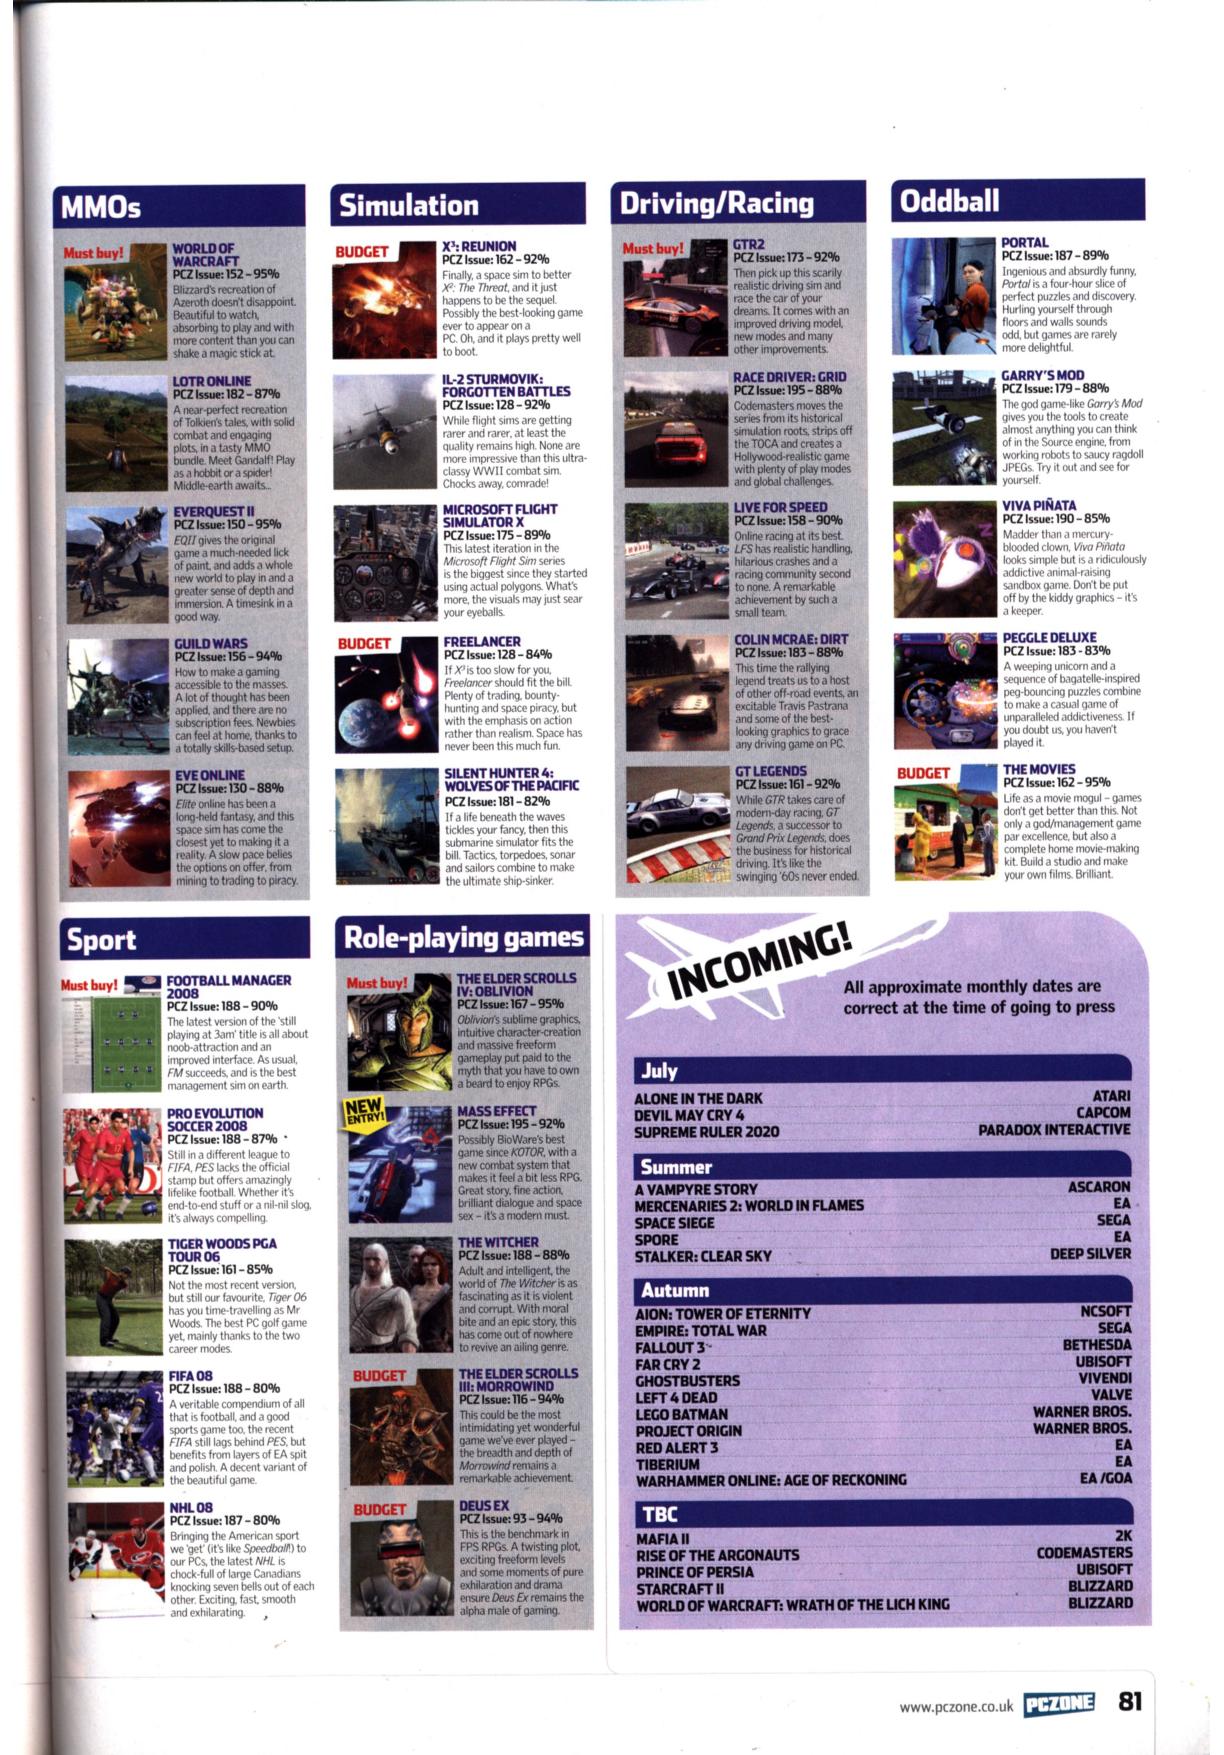 MMOs
Must buy!
WORLD OF
WARCRAFT
PCZ Issue: 152 – 95%
Blizzard's recreation of
Azeroth doesn't disappoint.
Beautiful to watch,
absorbing to play and with
more content than you can
shake a magic stick at.
LOTR ONLINE
PCZ Issue: 182 – 87%
A near-perfect recreation
of Tolkien's tales, with solid
combat and engaging
plots, in a tasty MMO
bundle. Meet Gandalf! Play
as a hobbit or a spider!
Middle-earth awaits...
EVERQUEST II
PCZ Issue: 150 – 95%
EQII gives the original
game a much-needed lick
of paint, and adds a whole
new world to play in and a
greater sense of depth and
immersion. A timesink in a
good way.
GUILD WARS
PCZ Issue: 156 – 94%
How to make a gaming
accessible to the masses.
A lot of thought has been
applied, and there are no
subscription fees. Newbies
can feel at home, thanks to
a totally skills-based setup.
EVE ONLINE
PCZ Issue: 130 – 88%
Elite online has been a
long-held fantasy, and this
space sim has come the
closest yet to making it a
reality. A slow pace belies
the options on offer, from
mining to trading to piracy.
Simulation
BUDGET
X³: REUNION
PCZ Issue: 162 – 92%
Finally, a space sim to better
X²: The Threat, and it just
happens to be the sequel.
Possibly the best-looking game
ever to appear on a
PC. Oh, and it plays pretty well
to boot.
IL-2 STURMOVIK:
FORGOTTEN BATTLES
PCZ Issue: 128 – 92%
While flight sims are getting
rarer and rarer, at least the
quality remains high. None are
more impressive than this ultra-
classy WWII combat sim.
Chocks away, comrade!
MICROSOFT FLIGHT
SIMULATOR X
PCZ Issue: 175 – 89%
This latest iteration in the
Microsoft Flight Sim series
is the biggest since they started
using actual polygons. What's
more, the visuals may just sear
your eyeballs.
BUDGET
FREELANCER
PCZ Issue: 128 – 84%
If X³ is too slow for you,
Freelancer should fit the bill.
Plenty of trading, bounty-
hunting and space piracy, but
with the emphasis on action
rather than realism. Space has
never been this much fun.
SILENT HUNTER 4:
WOLVES OF THE PACIFIC
PCZ Issue: 181 – 82%
If a life beneath the waves
tickles your fancy, then this
submarine simulator fits the
bill. Tactics, torpedoes, sonar
and sailors combine to make
the ultimate ship-sinker.
Driving/Racing
Must buy!
GTR2
PCZ Issue: 173 – 92%
Then pick up this scarily
realistic driving sim and
race the car of your
dreams. It comes with an
improved driving model,
new modes and many
other improvements.
RACE DRIVER: GRID
PCZ Issue: 195 – 88%
Codemasters moves the
series from its historical
simulation roots, strips off
the TOCA and creates a
Hollywood-realistic game
with plenty of play modes
and global challenges.
LIVE FOR SPEED
PCZ Issue: 158 – 90%
Online racing at its best.
LFS has realistic handling,
hilarious crashes and a
racing community second
to none. A remarkable
achievement by such a
small team.
COLIN MCRAE: DIRT
PCZ Issue: 183 – 88%
This time the rallying
legend treats us to a host
of other off-road events, an
excitable Travis Pastrana
and some of the best-
looking graphics to grace
any driving game on PC.
GT LEGENDS
PCZ Issue: 161 – 92%
While GTR takes care of
modern-day racing, GT
Legends, a successor to
Grand Prix Legends, does
the business for historical
driving. It's like the
swinging '60s never ended.
Oddball
PORTAL
PCZ Issue: 187 – 89%
Ingenious and absurdly funny,
Portal is a four-hour slice of
perfect puzzles and discovery.
Hurling yourself through
floors and walls sounds
odd, but games are rarely
more delightful.
GARRY'S MOD
PCZ Issue: 179 – 88%
The god game-like Garry's Mod
gives you the tools to create
almost anything you can think
of in the Source engine, from
working robots to saucy ragdoll
JPEGs. Try it out and see for
yourself.
VIVA PIÑATA
PCZ Issue: 190 – 85%
Madder than a mercury-
blooded clown, Viva Piñata
looks simple but is a ridiculously
addictive animal-raising
sandbox game. Don't be put
off by the kiddy graphics – it's
a keeper.
PEGGLE DELUXE
PCZ Issue: 183 - 83%
A weeping unicorn and a
sequence of bagatelle-inspired
peg-bouncing puzzles combine
to make a casual game of
unparalleled addictiveness. If
you doubt us, you haven't
played it.
BUDGET
THE MOVIES
PCZ Issue: 162 – 95%
Life as a movie mogul – games
don't get better than this. Not
only a god/management game
par excellence, but also a
complete home movie-making
kit. Build a studio and make
your own films. Brilliant.
Sport
Must buy!
FOOTBALL MANAGER
2008
PCZ Issue: 188 – 90%
The latest version of the 'still
playing at 3am' title is all about
noob-attraction and an
improved interface. As usual,
FM succeeds, and is the best
management sim on earth.
PRO EVOLUTION
SOCCER 2008
PCZ Issue: 188 – 87%
Still in a different league to
FIFA, PES lacks the official
stamp but offers amazingly
lifelike football. Whether it's
end-to-end stuff or a nil-nil slog,
it's always compelling.
TIGER WOODS PGA
TOUR 06
PCZ Issue: 161 – 85%
Not the most recent version,
but still our favourite, Tiger 06
has you time-travelling as Mr
Woods. The best PC golf game
yet, mainly thanks to the two
career modes.
FIFA 08
PCZ Issue: 188 – 80%
A veritable compendium of all
that is football, and a good
sports game too, the recent
FIFA still lags behind PES, but
benefits from layers of EA spit
and polish. A decent variant of
the beautiful game.
NHL 08
PCZ Issue: 187 – 80%
Bringing the American sport
we 'get' (it's like Speedball!) to
our PCs, the latest NHL is
chock-full of large Canadians
knocking seven bells out of each
other. Exciting, fast, smooth
and exhilarating.
Role-playing games
Must buy!
THE ELDER SCROLLS
IV: OBLIVION
PCZ Issue: 167 – 95%
Oblivion's sublime graphics,
intuitive character-creation
and massive freeform
gameplay put paid to the
myth that you have to own
a beard to enjoy RPGs.
NEW
ENTRY!
MASS EFFECT
PCZ Issue: 195 – 92%
Possibly BioWare's best
game since KOTOR, with a
new combat system that
makes it feel a bit less RPG.
Great story, fine action,
brilliant dialogue and space
sex – it's a modern must.
THE WITCHER
PCZ Issue: 188 – 88%
Adult and intelligent, the
world of The Witcher is as
fascinating as it is violent
and corrupt. With moral
bite and an epic story, this
has come out of nowhere
to revive an ailing genre.
BUDGET
THE ELDER SCROLLS
III: MORROWIND
PCZ Issue: 116 – 94%
This could be the most
intimidating yet wonderful
game we've ever played –
the breadth and depth of
Morrowind remains a
remarkable achievement.
BUDGET
DEUS EX
PCZ Issue: 93 – 94%
This is the benchmark in
FPS RPGs. A twisting plot,
exciting freeform levels
and some moments of pure
exhilaration and drama
ensure Deus Ex remains the
alpha male of gaming.
INCOMING!
All approximate monthly dates are
correct at the time of going to press
July
ALONE IN THE DARK ATARI
DEVIL MAY CRY 4 CAPCOM
SUPREME RULER 2020 PARADOX INTERACTIVE
Summer
A VAMPYRE STORY ASCARON
MERCENARIES 2: WORLD IN FLAMES EA
SPACE SIEGE SEGA
SPORE EA
STALKER: CLEAR SKY DEEP SILVER
Autumn
AION: TOWER OF ETERNITY NCSOFT
EMPIRE: TOTAL WAR SEGA
FALLOUT 3 BETHESDA
FAR CRY 2 UBISOFT
GHOSTBUSTERS VIVENDI
LEFT 4 DEAD VALVE
LEGO BATMAN WARNER BROS.
PROJECT ORIGIN WARNER BROS.
RED ALERT 3 EA
TIBERIUM EA
WARHAMMER ONLINE: AGE OF RECKONING EA /GOA
TBC
MAFIA II 2K
RISE OF THE ARGONAUTS CODEMASTERS
PRINCE OF PERSIA UBISOFT
STARCRAFT II BLIZZARD
WORLD OF WARCRAFT: WRATH OF THE LICH KING BLIZZARD
www.pczone.co.uk PCZONE 81